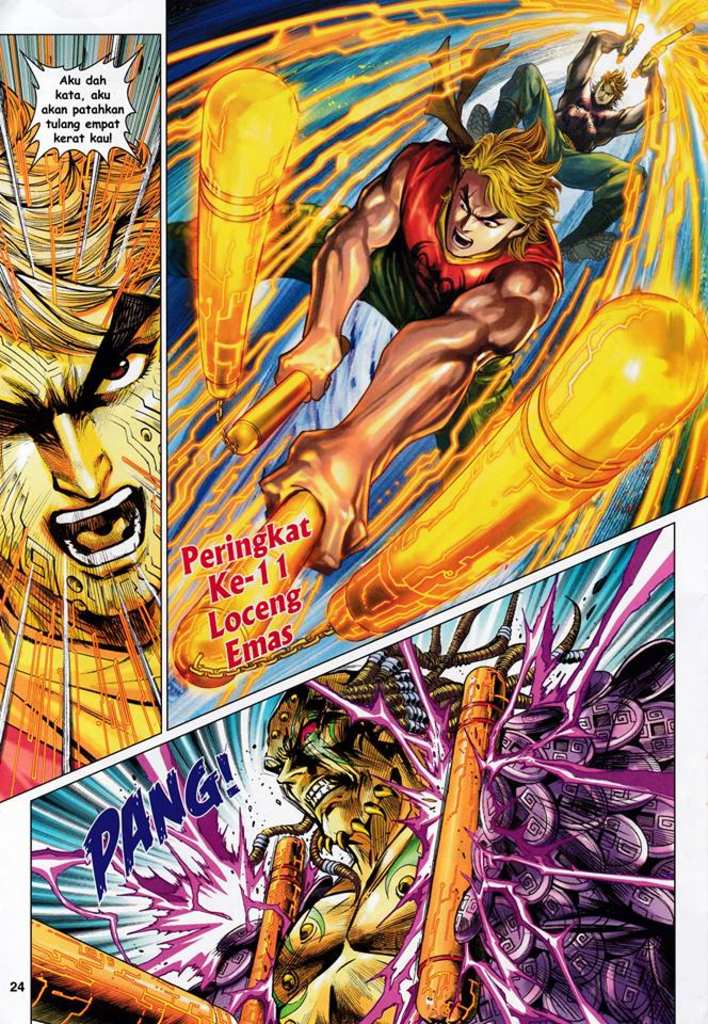 Aku dah
kata, aku
akan patahkan
tulang empat
kerat kau!
Peringkat
Ke-11
Loceng
Emas
PANG!
24